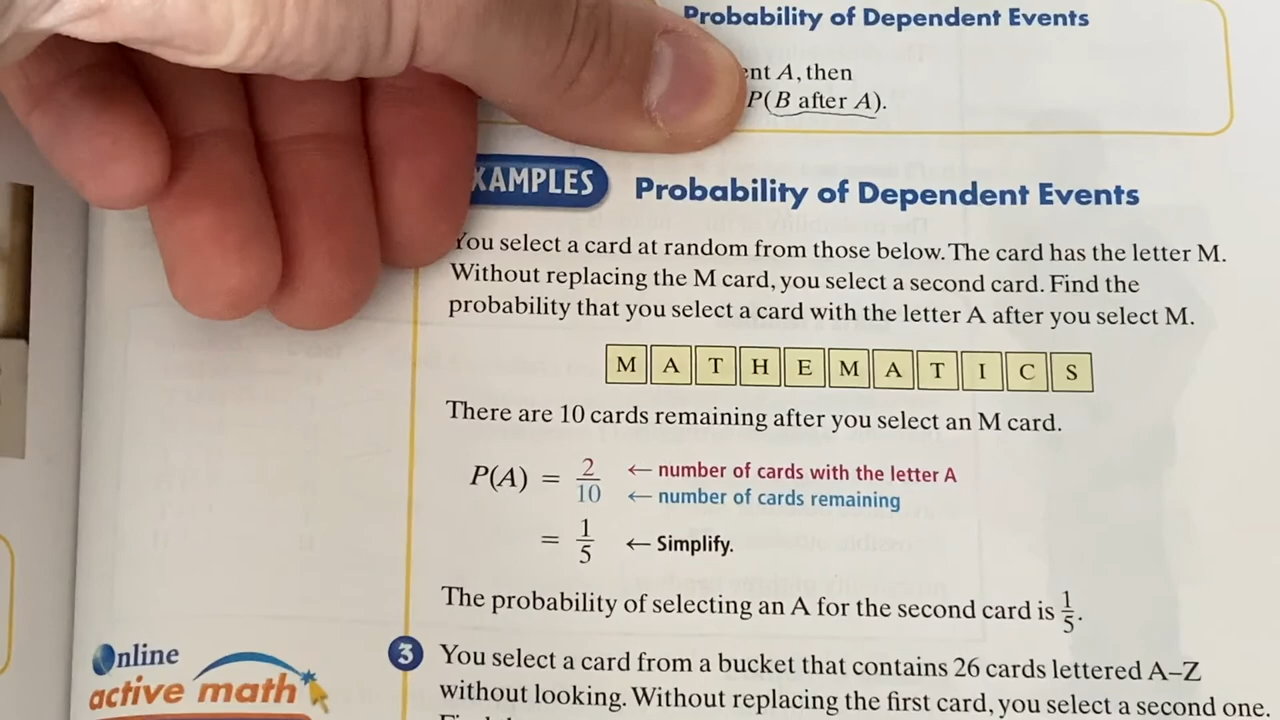 Probability of Dependent Events
A, then
P(B after A).
Probability of Dependent Events
You select a card at random from those below. The card has the letter M.
Without replacing the M card, you select a second card. Find the
probability that you select a card with the letter A after you select M.
M A T H E M A T I C S
There are 10 cards remaining after you select an M card.
P(A) = 2/10 ← number of cards with the letter A
← number of cards remaining
= 1/5 ← Simplify.
The probability of selecting an A for the second card is 1/5.
3 You select a card from a bucket that contains 26 cards lettered A–Z
without looking. Without replacing the first card, you select a second one.
Online
active math